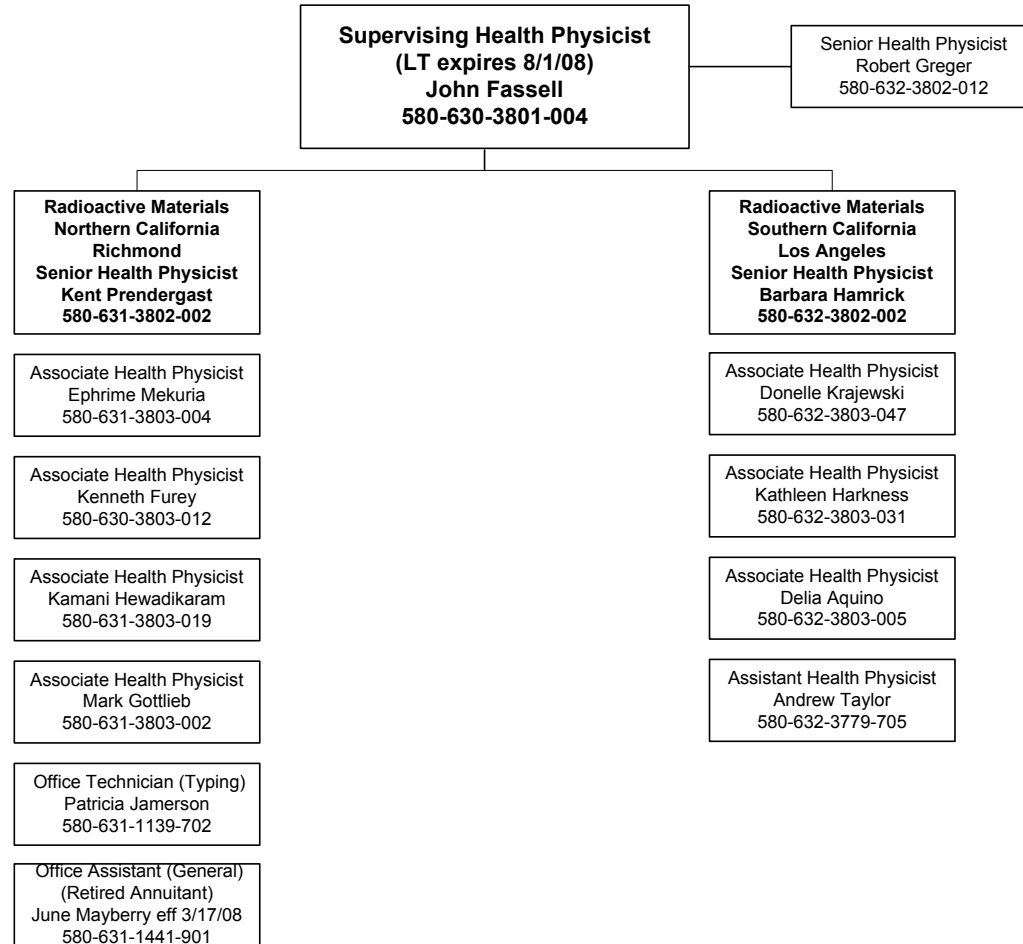 Supervising Health Physicist
(LT expires 8/1/08)
John Fassell
580-630-3801-004
Senior Health Physicist
Robert Greger
580-632-3802-012
Radioactive Materials
Northern California
Richmond
Senior Health Physicist
Kent Prendergast
580-631-3802-002
Associate Health Physicist
Ephrime Mekuria
580-631-3803-004
Associate Health Physicist
Kenneth Furey
580-630-3803-012
Associate Health Physicist
Kamani Hewadikaram
580-631-3803-019
Associate Health Physicist
Mark Gottlieb
580-631-3803-002
Office Technician (Typing)
Patricia Jamerson
580-631-1139-702
Office Assistant (General)
(Retired Annuitant)
June Mayberry eff 3/17/08
580-631-1441-901
Radioactive Materials
Southern California
Los Angeles
Senior Health Physicist
Barbara Hamrick
580-632-3802-002
Associate Health Physicist
Donelle Krajewski
580-632-3803-047
Associate Health Physicist
Kathleen Harkness
580-632-3803-031
Associate Health Physicist
Delia Aquino
580-632-3803-005
Assistant Health Physicist
Andrew Taylor
580-632-3779-705